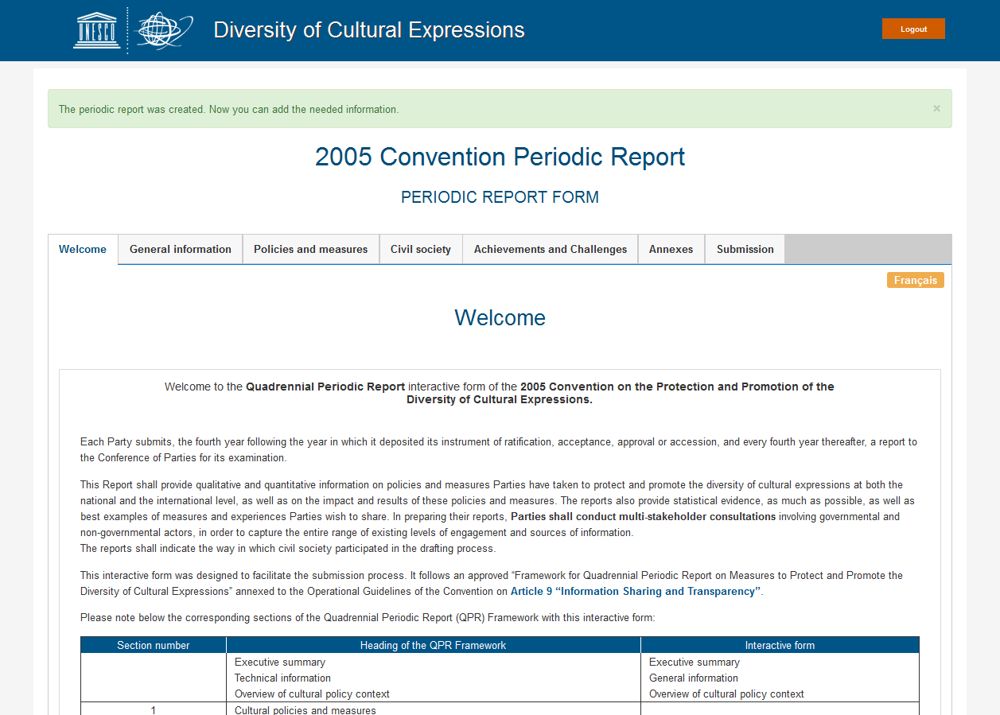 UNESCO
Diversity of Cultural Expressions
Logout
The periodic report was created. Now you can add the needed information.
×
2005 Convention Periodic Report
PERIODIC REPORT FORM
Welcome General information Policies and measures Civil society Achievements and Challenges Annexes Submission
Français
Welcome
Welcome to the Quadrennial Periodic Report interactive form of the 2005 Convention on the Protection and Promotion of the
Diversity of Cultural Expressions.
Each Party submits, the fourth year following the year in which it deposited its instrument of ratification, acceptance, approval or accession, and every fourth year thereafter, a report to
the Conference of Parties for its examination.
This Report shall provide qualitative and quantitative information on policies and measures Parties have taken to protect and promote the diversity of cultural expressions at both the
national and the international level, as well as on the impact and results of these policies and measures. The reports also provide statistical evidence, as much as possible, as well as
best examples of measures and experiences Parties wish to share. In preparing their reports, Parties shall conduct multi-stakeholder consultations involving governmental and
non-governmental actors, in order to capture the entire range of existing levels of engagement and sources of information.
The reports shall indicate the way in which civil society participated in the drafting process.
This interactive form was designed to facilitate the submission process. It follows an approved “Framework for Quadrennial Periodic Report on Measures to Protect and Promote the
Diversity of Cultural Expressions” annexed to the Operational Guidelines of the Convention on Article 9 “Information Sharing and Transparency”.
Please note below the corresponding sections of the Quadrennial Periodic Report (QPR) Framework with this interactive form:
Section number Heading of the QPR Framework Interactive form
Executive summary Executive summary
Technical information General information
Overview of cultural policy context Overview of cultural policy context
1 Cultural policies and measures